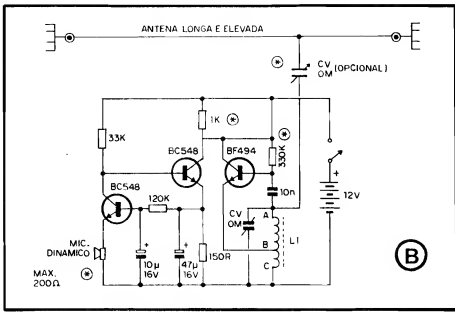 ANTENA LONGA E ELEVADA
CV (OPCIONAL)
OM
*
1K *
*
33K
BC548
BF494
330K
BC548
10n
120K
+
12V
CV
OM
A
B
C
L1
MIC.
DINAMICO
MAX.
200Ω
*
+
10µ
16V
+
47µ
16V
150R
B